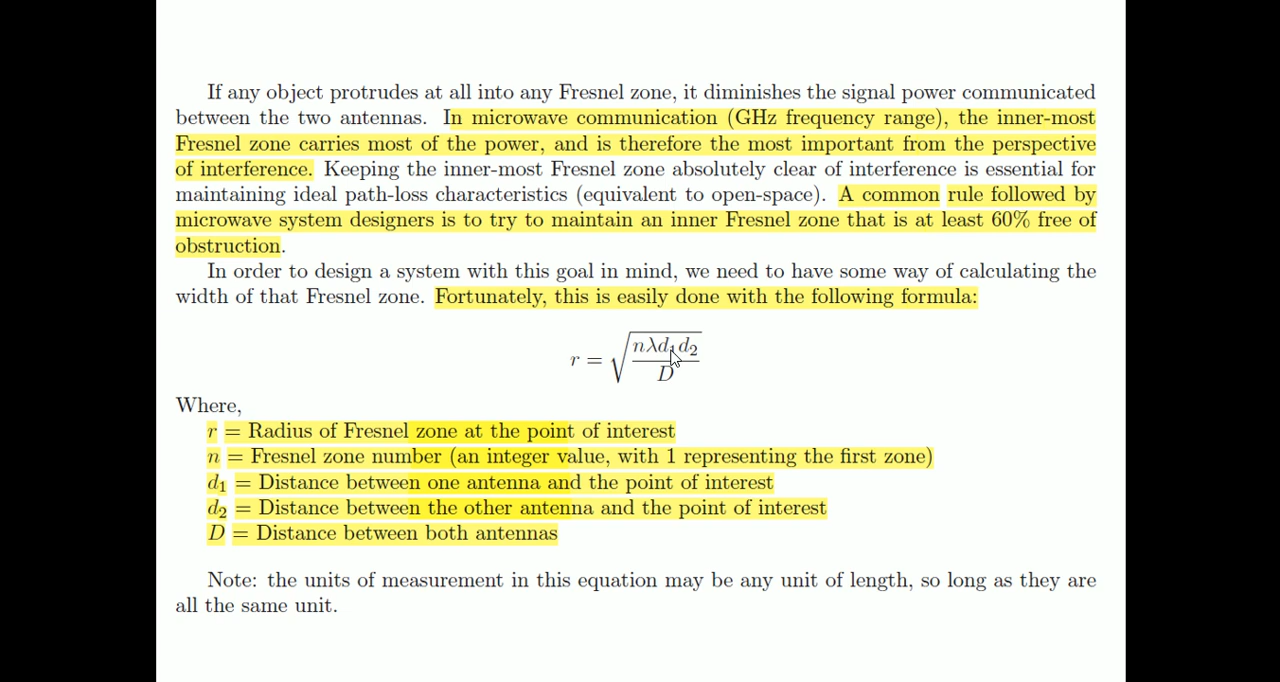 If any object protrudes at all into any Fresnel zone, it diminishes the signal power communicated
between the two antennas. In microwave communication (GHz frequency range), the inner-most
Fresnel zone carries most of the power, and is therefore the most important from the perspective
of interference. Keeping the inner-most Fresnel zone absolutely clear of interference is essential for
maintaining ideal path-loss characteristics (equivalent to open-space). A common rule followed by
microwave system designers is to try to maintain an inner Fresnel zone that is at least 60% free of
obstruction.
In order to design a system with this goal in mind, we need to have some way of calculating the
width of that Fresnel zone. Fortunately, this is easily done with the following formula:
r = √(nλd₁d₂ / D)
Where,
r = Radius of Fresnel zone at the point of interest
n = Fresnel zone number (an integer value, with 1 representing the first zone)
d₁ = Distance between one antenna and the point of interest
d₂ = Distance between the other antenna and the point of interest
D = Distance between both antennas
Note: the units of measurement in this equation may be any unit of length, so long as they are
all the same unit.